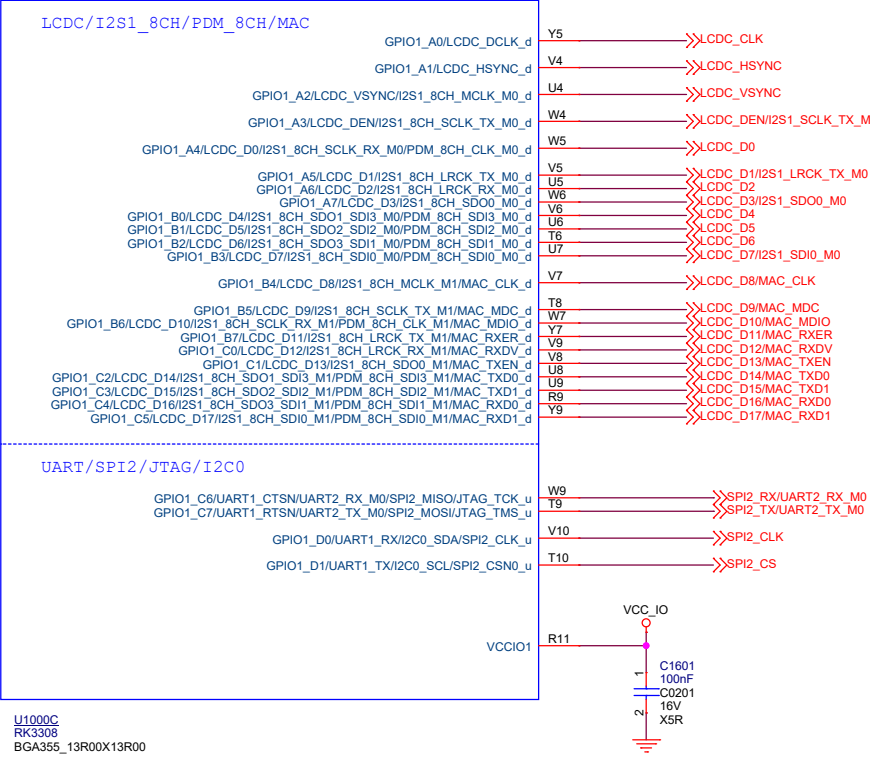 LCDC/I2S1_8CH/PDM_8CH/MAC
GPIO1_A0/LCDC_DCLK_d Y5 LCDC_CLK
GPIO1_A1/LCDC_HSYNC_d V4 LCDC_HSYNC
GPIO1_A2/LCDC_VSYNC/I2S1_8CH_MCLK_M0_d U4 LCDC_VSYNC
GPIO1_A3/LCDC_DEN/I2S1_8CH_SCLK_TX_M0_d W4 LCDC_DEN/I2S1_SCLK_TX_M
GPIO1_A4/LCDC_D0/I2S1_8CH_SCLK_RX_M0/PDM_8CH_CLK_M0_d W5 LCDC_D0
GPIO1_A5/LCDC_D1/I2S1_8CH_LRCK_TX_M0_d V5 LCDC_D1/I2S1_LRCK_TX_M0
GPIO1_A6/LCDC_D2/I2S1_8CH_LRCK_RX_M0_d U5 LCDC_D2
GPIO1_A7/LCDC_D3/I2S1_8CH_SDO0_M0_d W6 LCDC_D3/I2S1_SDO0_M0
GPIO1_B0/LCDC_D4/I2S1_8CH_SDO1_SDI3_M0/PDM_8CH_SDI3_M0_d V6 LCDC_D4
GPIO1_B1/LCDC_D5/I2S1_8CH_SDO2_SDI2_M0/PDM_8CH_SDI2_M0_d U6 LCDC_D5
GPIO1_B2/LCDC_D6/I2S1_8CH_SDO3_SDI1_M0/PDM_8CH_SDI1_M0_d T6 LCDC_D6
GPIO1_B3/LCDC_D7/I2S1_8CH_SDI0_M0/PDM_8CH_SDI0_M0_d U7 LCDC_D7/I2S1_SDI0_M0
GPIO1_B4/LCDC_D8/I2S1_8CH_MCLK_M1/MAC_CLK_d V7 LCDC_D8/MAC_CLK
GPIO1_B5/LCDC_D9/I2S1_8CH_SCLK_TX_M1/MAC_MDC_d T8 LCDC_D9/MAC_MDC
GPIO1_B6/LCDC_D10/I2S1_8CH_SCLK_RX_M1/PDM_8CH_CLK_M1/MAC_MDIO_d W7 LCDC_D10/MAC_MDIO
GPIO1_B7/LCDC_D11/I2S1_8CH_LRCK_TX_M1/MAC_RXER_d Y7 LCDC_D11/MAC_RXER
GPIO1_C0/LCDC_D12/I2S1_8CH_LRCK_RX_M1/MAC_RXDV_d V9 LCDC_D12/MAC_RXDV
GPIO1_C1/LCDC_D13/I2S1_8CH_SDO0_M1/MAC_TXEN_d V8 LCDC_D13/MAC_TXEN
GPIO1_C2/LCDC_D14/I2S1_8CH_SDO1_SDI3_M1/PDM_8CH_SDI3_M1/MAC_TXD0_d U8 LCDC_D14/MAC_TXD0
GPIO1_C3/LCDC_D15/I2S1_8CH_SDO2_SDI2_M1/PDM_8CH_SDI2_M1/MAC_TXD1_d U9 LCDC_D15/MAC_TXD1
GPIO1_C4/LCDC_D16/I2S1_8CH_SDO3_SDI1_M1/PDM_8CH_SDI1_M1/MAC_RXD0_d R9 LCDC_D16/MAC_RXD0
GPIO1_C5/LCDC_D17/I2S1_8CH_SDI0_M1/PDM_8CH_SDI0_M1/MAC_RXD1_d Y9 LCDC_D17/MAC_RXD1
UART/SPI2/JTAG/I2C0
GPIO1_C6/UART1_CTSN/UART2_RX_M0/SPI2_MISO/JTAG_TCK_u W9 SPI2_RX/UART2_RX_M0
GPIO1_C7/UART1_RTSN/UART2_TX_M0/SPI2_MOSI/JTAG_TMS_u T9 SPI2_TX/UART2_TX_M0
GPIO1_D0/UART1_RX/I2C0_SDA/SPI2_CLK_u V10 SPI2_CLK
GPIO1_D1/UART1_TX/I2C0_SCL/SPI2_CSN0_u T10 SPI2_CS
VCC_IO
VCCIO1 R11
C1601
1 100nF
C0201
16V
2 X5R
U1000C
RK3308
BGA355_13R00X13R00